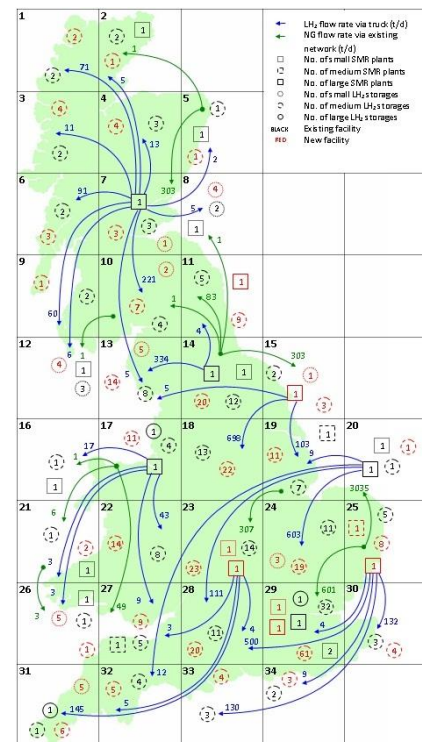 LH₂ flow rate via truck (t/d)
NG flow rate via existing
network (t/d)
No. of small SMR plants
No. of medium SMR plants
No. of large SMR plants
No. of small LH₂ storages
No. of medium LH₂ storages
No. of large LH₂ storages
BLACK Existing facility
RED New facility
1 2
2 2 1
1 1
71 2 5
3 4 5
4 4 3 1
11 13 1
2 1 2
303
6 7 8
91 1 4
2 5 2
3 3 3 1
1 1
9 10 11
1 2 221 2 5 1
7 1 83
4 9
60
6 1
12 13 14 15
4 5 4 303
1 334 1 1 2 1
3 14 5 8 5 20 12 1 3
16 17 18 19 20
17 11 1 698 103 1 1 1
1 1 4 13 9 1
1 1 22 11 1
3035
21 22 23 24 25
6 43 7 5
1 14 307 11 1
3 2 8 1 14 603 8
1 23 1 3 19 1
26 27 28 29 30
3 1 49 9 111 1 1 32 601
3 5 1 9 3 11 4 1 1 4 132
1 1 5 20 500 61 2 3 4
31 32 33 34
5 5 4 12 4 3 9
1 145 5 3 130 2
1 6